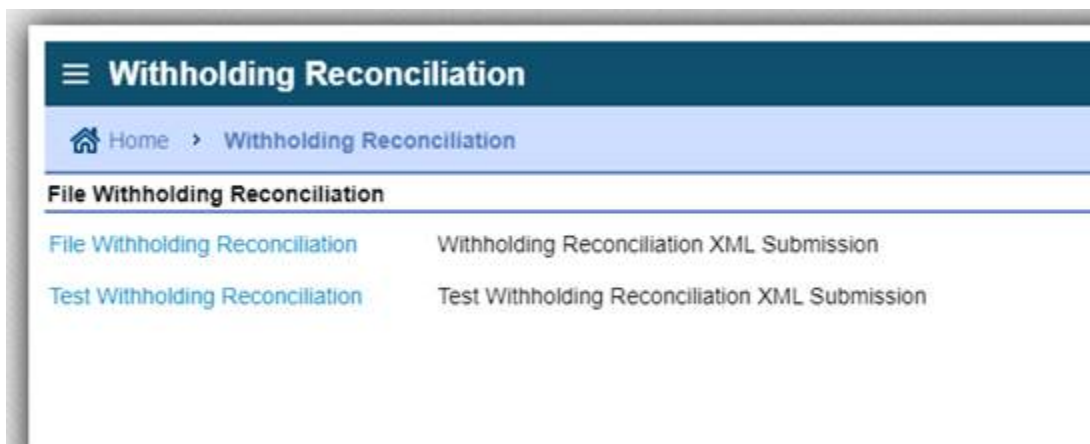 Withholding Reconciliation
Home > Withholding Reconciliation
File Withholding Reconciliation
File Withholding Reconciliation Withholding Reconciliation XML Submission
Test Withholding Reconciliation Test Withholding Reconciliation XML Submission